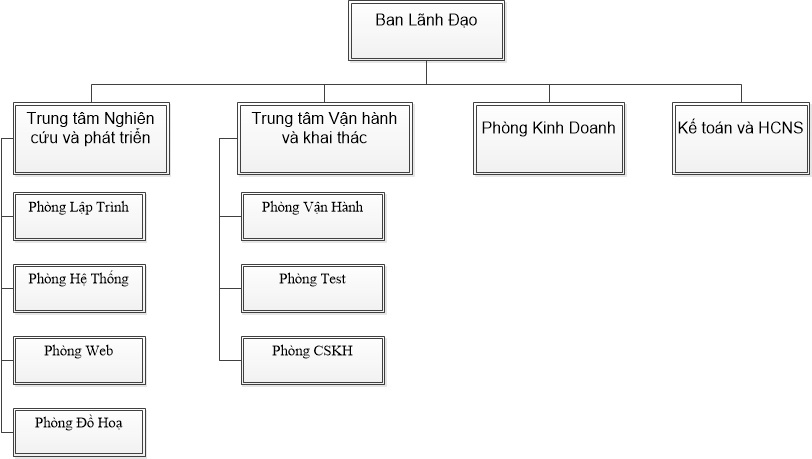 Ban Lãnh Đạo
Trung tâm Nghiên
cứu và phát triển
Trung tâm Vận hành
và khai thác
Phòng Kinh Doanh
Kế toán và HCNS
Phòng Lập Trình
Phòng Hệ Thống
Phòng Web
Phòng Đồ Hoạ
Phòng Vận Hành
Phòng Test
Phòng CSKH